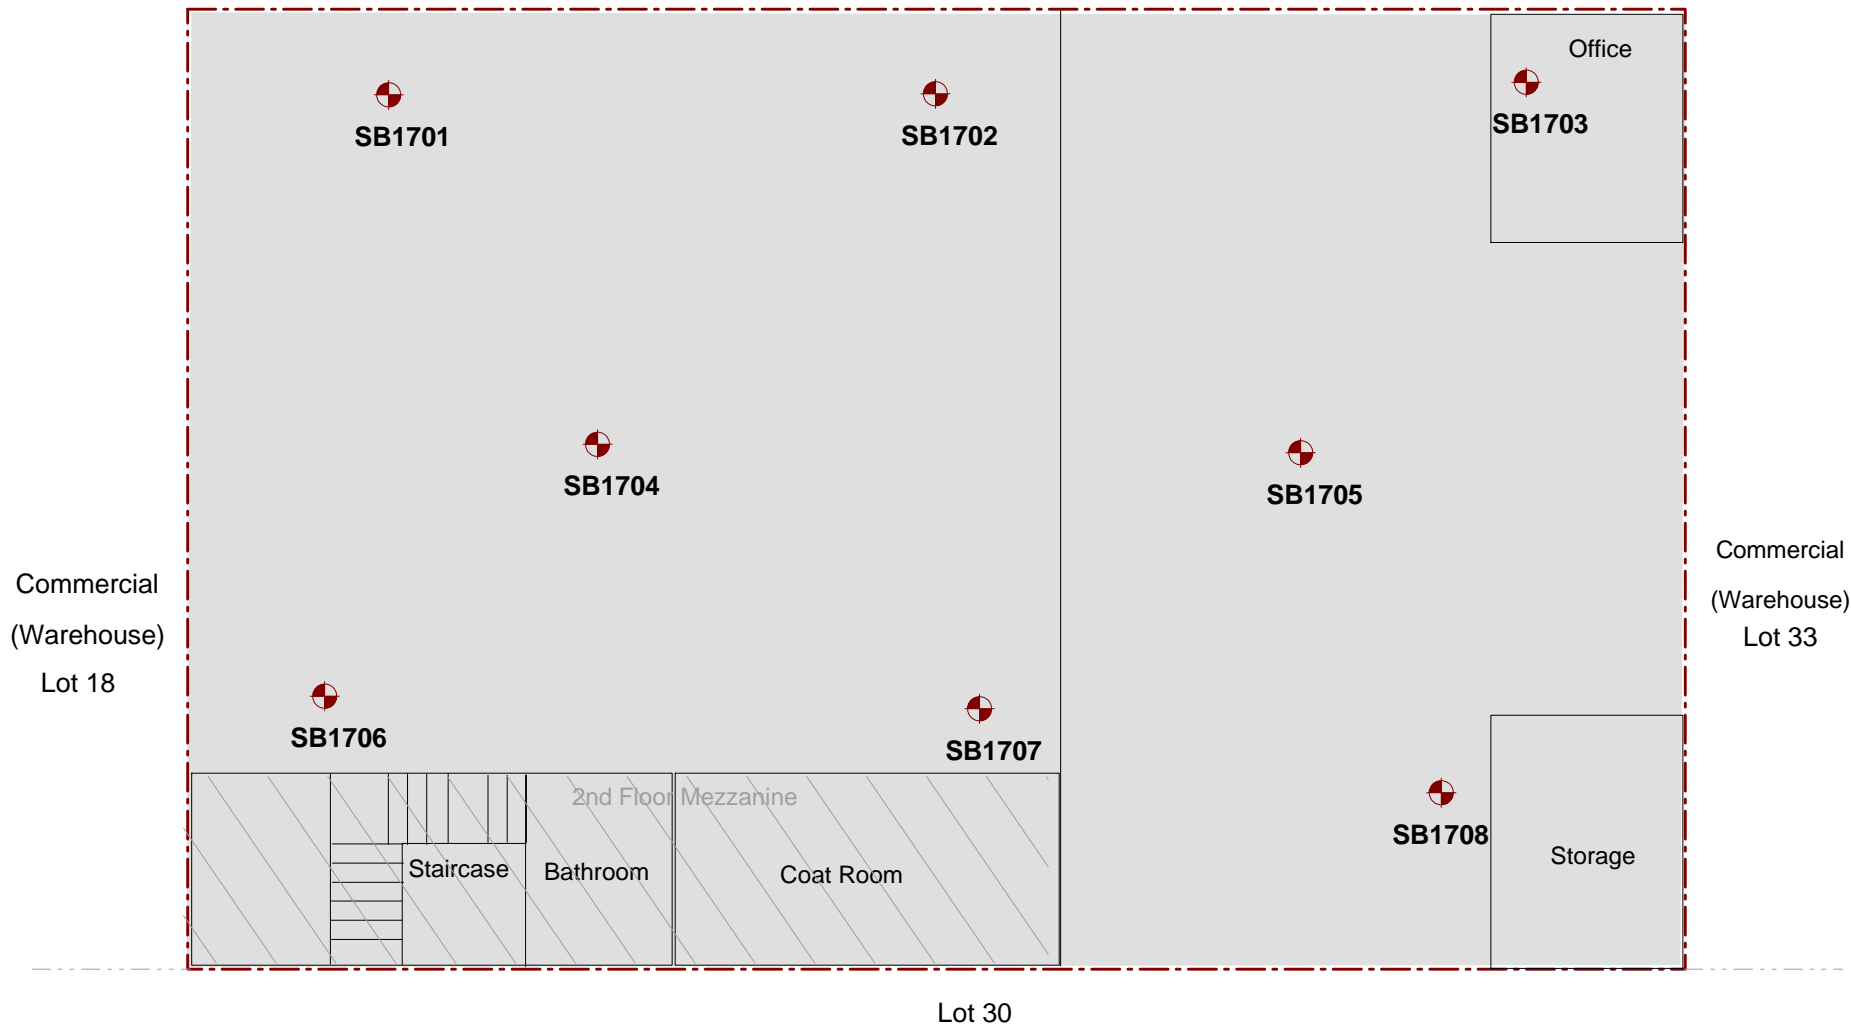 Office
SB1701
SB1702
SB1703
SB1704
SB1705
Commercial
(Warehouse)
Lot 18
Commercial
(Warehouse)
Lot 33
SB1706
SB1707
2nd Floor Mezzanine
SB1708
Staircase
Bathroom
Coat Room
Storage
Lot 30